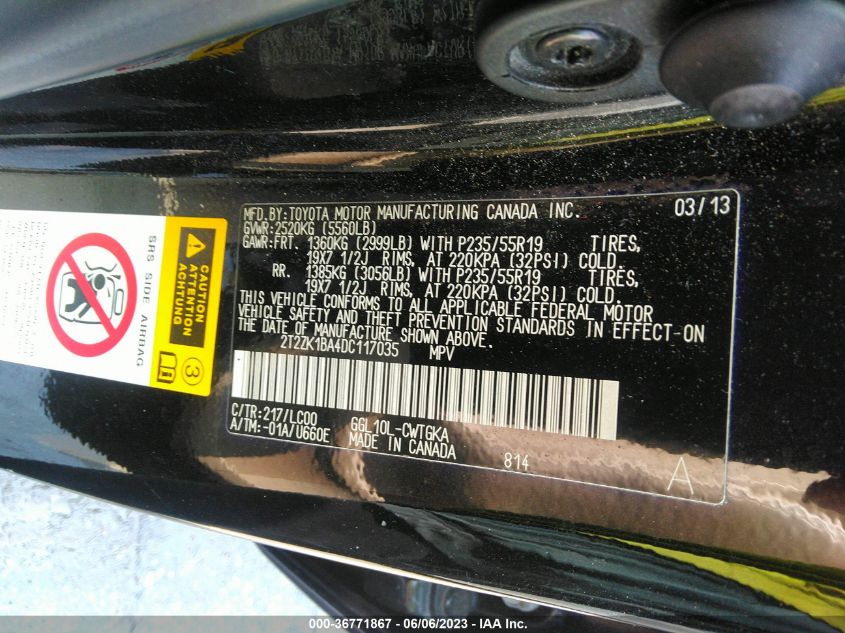 MFD.BY:TOYOTA MOTOR MANUFACTURING CANADA INC. 03/13
GVWR:2520KG (5560LB)
GAWR:FRT. 1360KG (2999LB) WITH P235/55R19 TIRES,
19X7 1/2J RIMS, AT 220KPA (32PSI) COLD.
RR. 1385KG (3056LB) WITH P235/55R19 TIRES,
19X7 1/2J RIMS, AT 220KPA (32PSI) COLD.
THIS VEHICLE CONFORMS TO ALL APPLICABLE FEDERAL MOTOR
VEHICLE SAFETY AND THEFT PREVENTION STANDARDS IN EFFECT-ON
THE DATE OF MANUFACTURE SHOWN ABOVE.
2T2ZK1BA4DC117035 MPV
C/TR:217/LC00 GGL10L-CWTGKA
A/TM:-01A/U660E MADE IN CANADA
814 A
SRS SIDE AIRBAG
CAUTION
ATTENTION
ACHTUNG
3
000-36771867 - 06/06/2023 - IAA Inc.